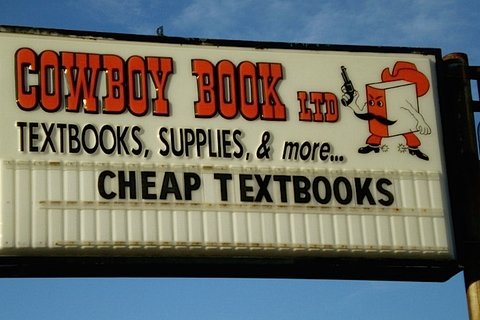 COWBOY BOOK LTD
TEXTBOOKS, SUPPLIES, & more...
CHEAP TEXTBOOKS